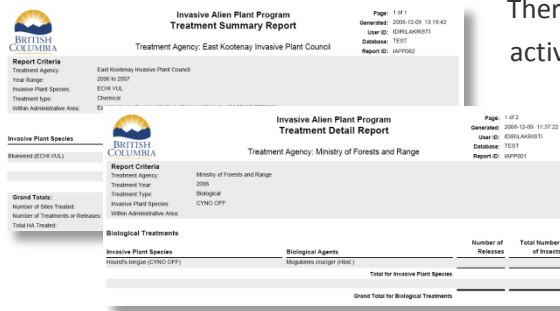 Ther
activ
BRITISH
COLUMBIA
Invasive Alien Plant Program
Treatment Summary Report
Treatment Agency: East Kootenay Invasive Plant Council
Page: 1 of 1
Generated: 2008-12-09 13:19:42
User ID: IDIR\LAKRISTI
Database: TEST
Report ID: IAPP002
Report Criteria
Treatment Agency: East Kootenay Invasive Plant Council
Year Range: 2006 to 2007
Invasive Plant Species: ECHI VUL
Treatment type: Chemical
Within Administrative Area:
Invasive Plant Species
Blueweed (ECHI VUL)
Grand Totals:
Number of Sites Treated:
Number of Treatments or Releases:
Total HA Treated:
BRITISH
COLUMBIA
Invasive Alien Plant Program
Treatment Detail Report
Treatment Agency: Ministry of Forests and Range
Page: 1 of 2
Generated: 2008-12-09 11:37:22
User ID: IDIR\LAKRISTI
Database: TEST
Report ID: IAPP001
Report Criteria
Treatment Agency: Ministry of Forests and Range
Treatment Year: 2006
Treatment Type: Biological
Invasive Plant Species: CYNO OFF
Within Administrative Area:
Biological Treatments
Invasive Plant Species Biological Agents Number of Releases Total Number of Insects
Hound's-tongue (CYNO OFF) Mogulones cruciger (Hbst.)
Total for Invasive Plant Species
Grand Total for Biological Treatments